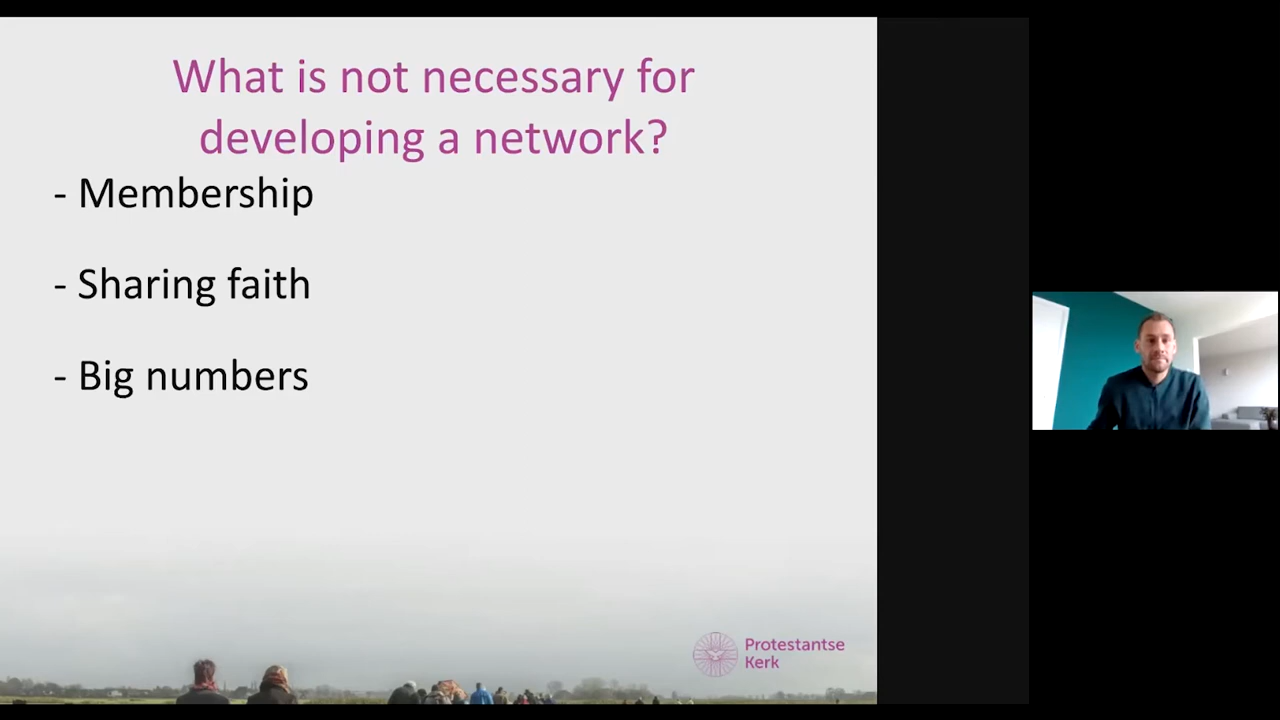 What is not necessary for
developing a network?
- Membership
- Sharing faith
- Big numbers
Protestantse
Kerk